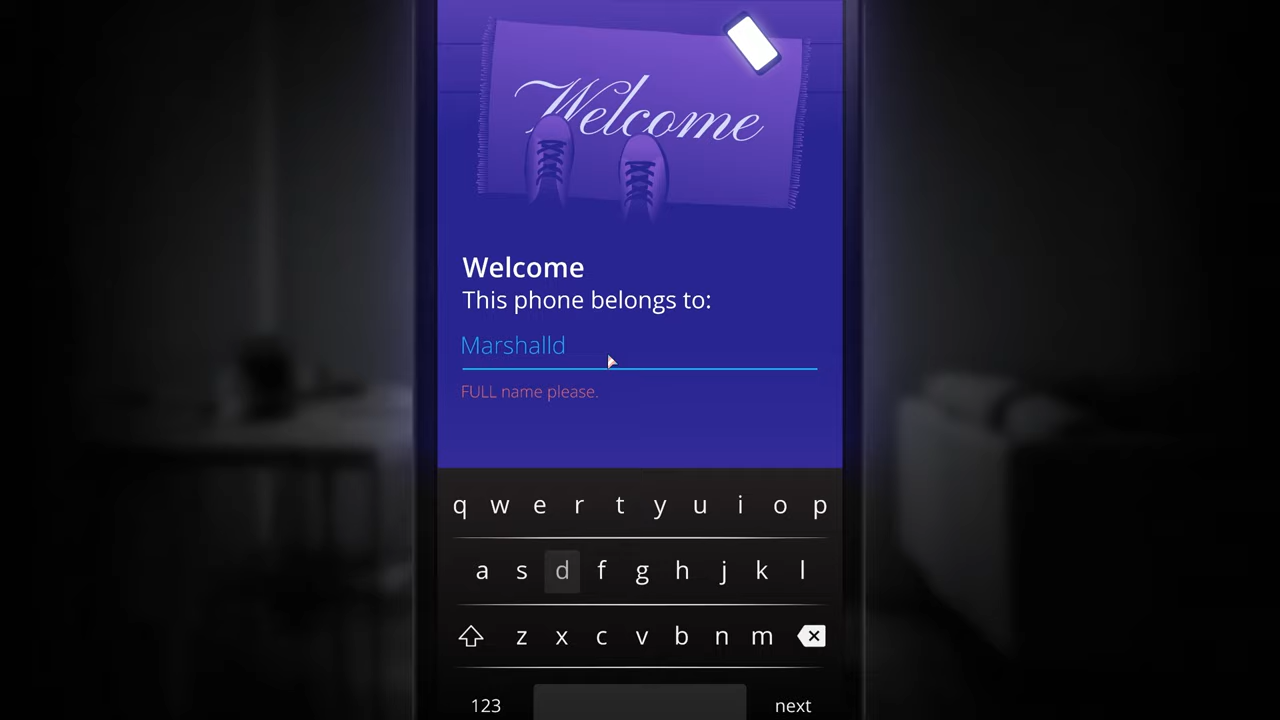 Welcome
Welcome
This phone belongs to:
Marshalld
FULL name please.
q w e r t y u i o p
a s d f g h j k l
z x c v b n m
123 next